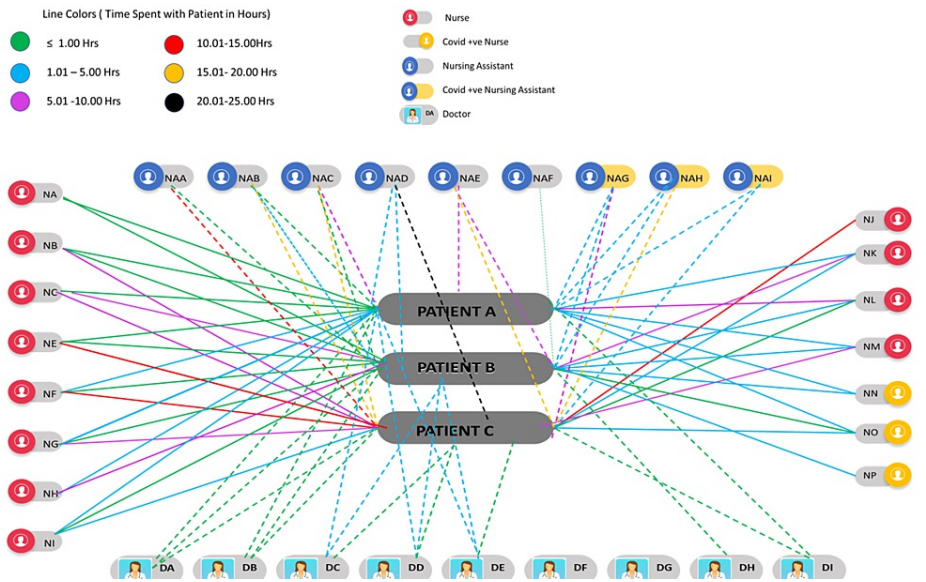 Line Colors ( Time Spent with Patient in Hours)
≤ 1.00 Hrs
10.01-15.00Hrs
1.01 – 5.00 Hrs
15.01- 20.00 Hrs
5.01 -10.00 Hrs
20.01-25.00 Hrs
Nurse
Covid +ve Nurse
Nursing Assistant
Covid +ve Nursing Assistant
DA Doctor
NAA NAB NAC NAD NAE NAF NAG NAH NAI
NA
NB
NC
NE
NF
NG
NH
NI
PATIENT A
PATIENT B
PATIENT C
NJ
NK
NL
NM
NN
NO
NP
DA DB DC DD DE DF DG DH DI